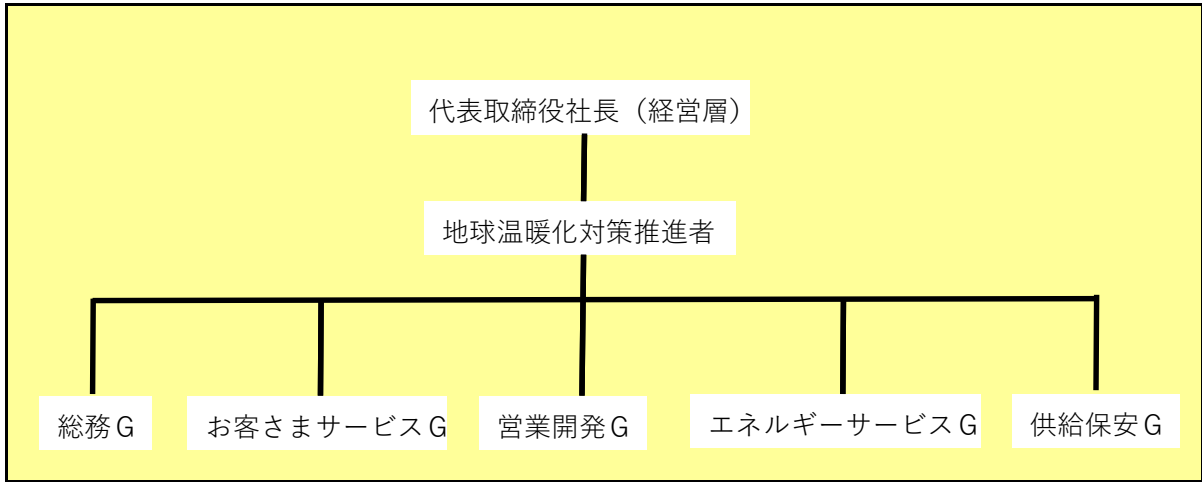 代表取締役社長（経営層）
地球温暖化対策推進者
総務Ｇ
お客さまサービスＧ
営業開発Ｇ
エネルギーサービスＧ
供給保安Ｇ